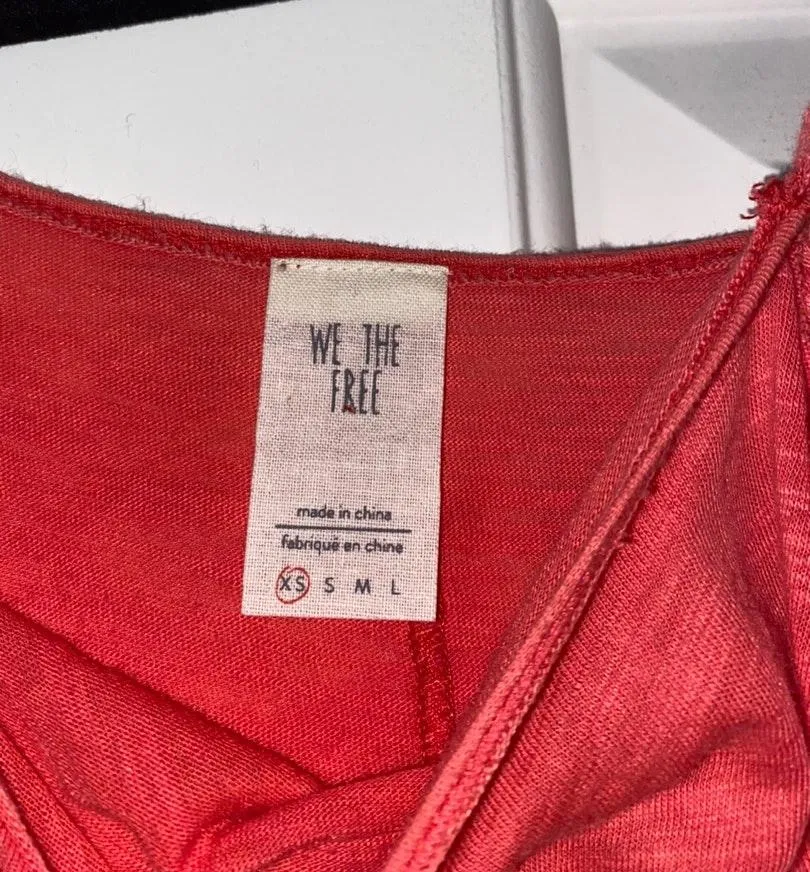 WE THE
FREE
made in china
fabriqué en chine
XS S M L